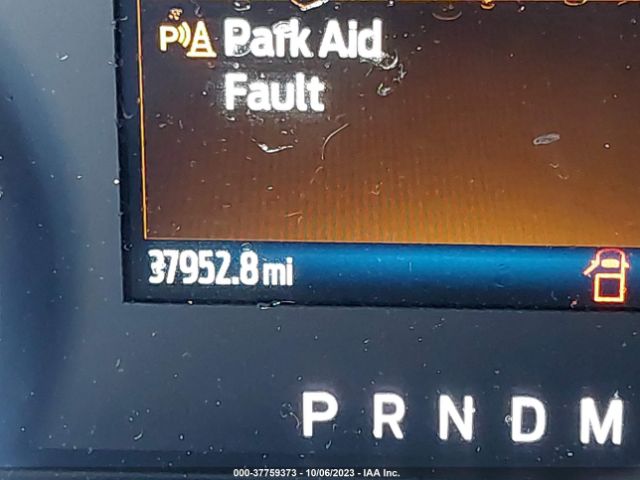 P Park Aid
Fault
37952.8 mi
P R N D M
000-37759373 - 10/06/2023 - IAA Inc.